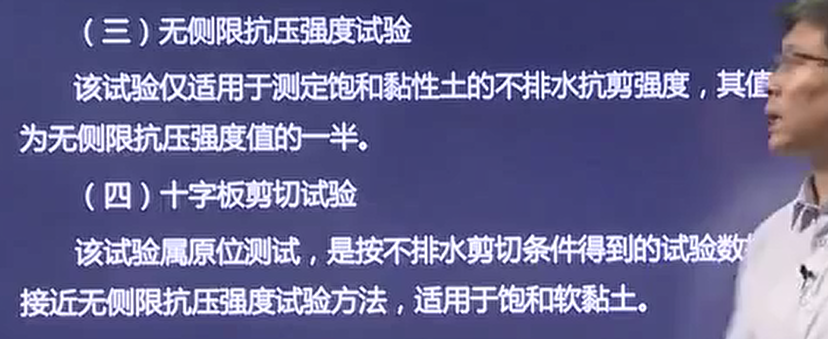 （三）无侧限抗压强度试验
该试验仅适用于测定饱和黏性土的不排水抗剪强度，其值
为无侧限抗压强度值的一半。
（四）十字板剪切试验
该试验属原位测试，是按不排水剪切条件得到的试验数
接近无侧限抗压强度试验方法，适用于饱和软黏土。